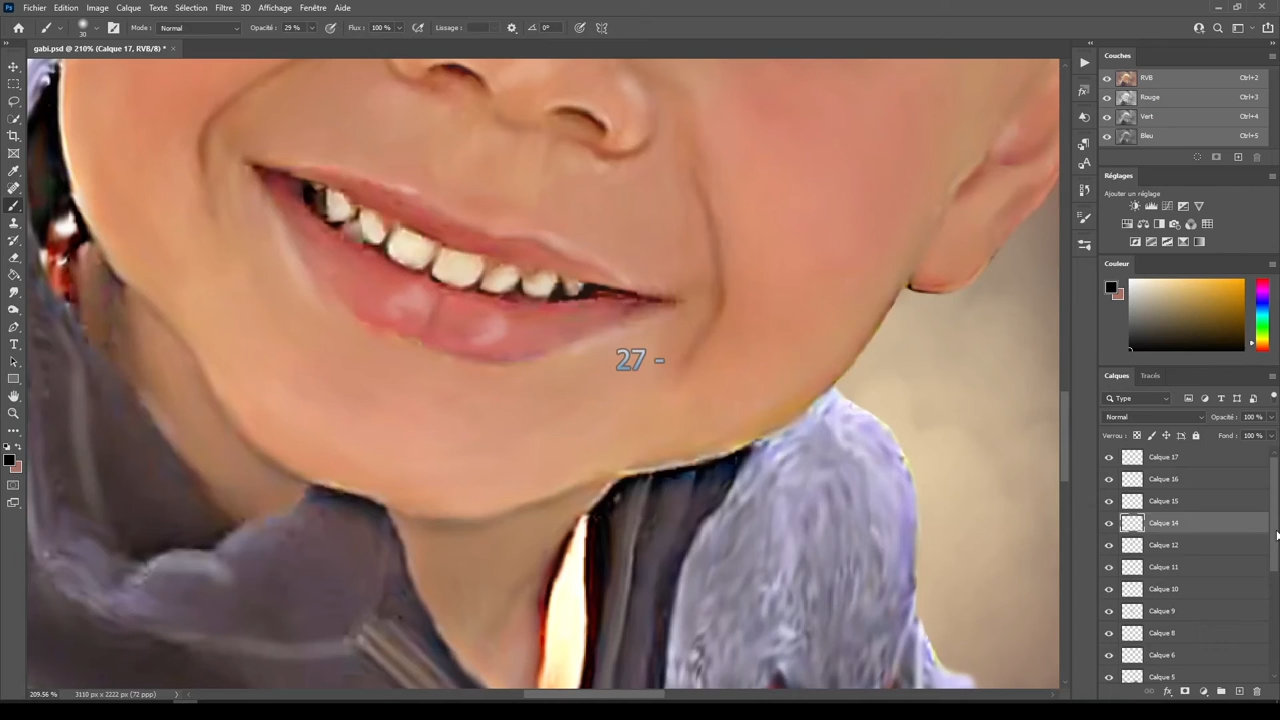 Fichier Edition Image Calque Texte Sélection Filtre 3D Affichage Fenêtre Aide
30 Mode : Normal Opacité : 29 % Flux : 100 % Lissage : 0°
gabi.psd @ 210% (Calque 17, RVB/8) *
Couches
RVB Ctrl+2
Rouge Ctrl+3
Vert Ctrl+4
Bleu Ctrl+5
Réglages
Ajouter un réglage
Couleur
27 -
Calques Tracés
Type
Normal Opacité : 100 %
Verrou : Fond : 100 %
Calque 17
Calque 16
Calque 15
Calque 14
Calque 12
Calque 11
Calque 10
Calque 9
Calque 8
Calque 6
Calque 5
209.56 % 3110 px x 2222 px (72 ppp)